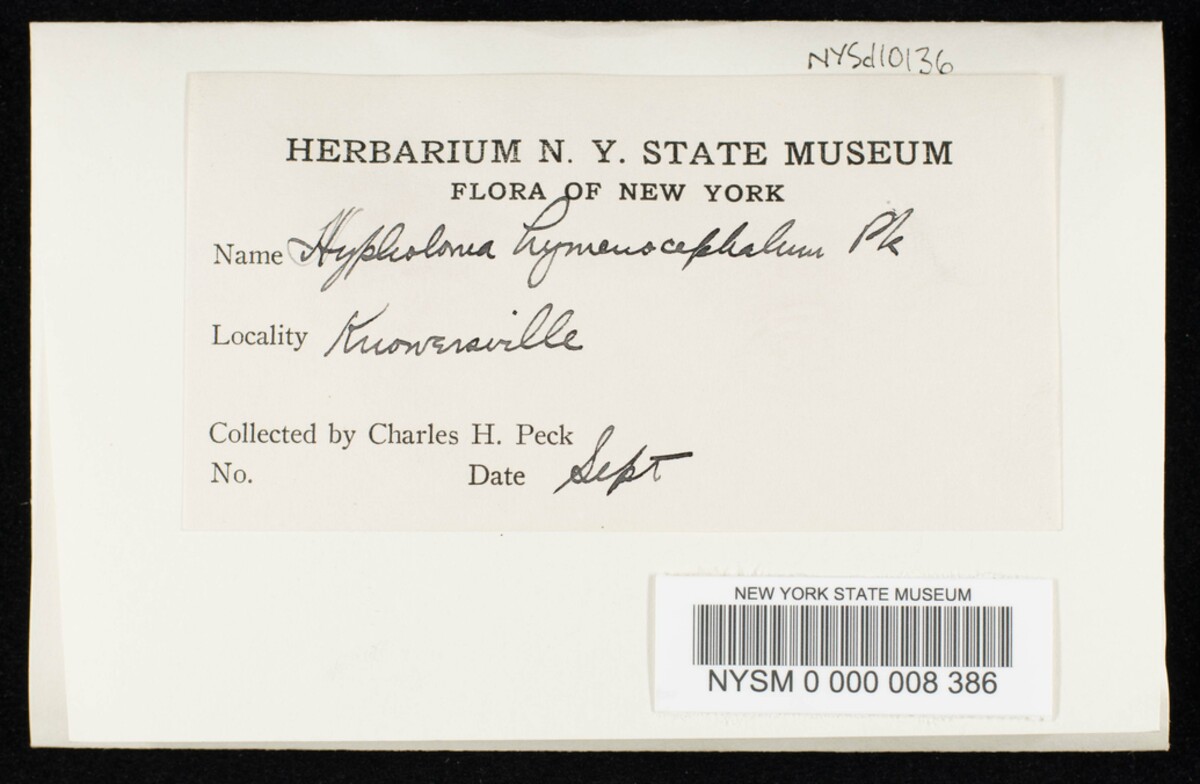 NYSd10136
HERBARIUM N. Y. STATE MUSEUM
FLORA OF NEW YORK
Name Hypholoma hymenocephalum Pk
Locality Knowersville
Collected by Charles H. Peck
No. Date Sept
NEW YORK STATE MUSEUM
NYSM 0 000 008 386